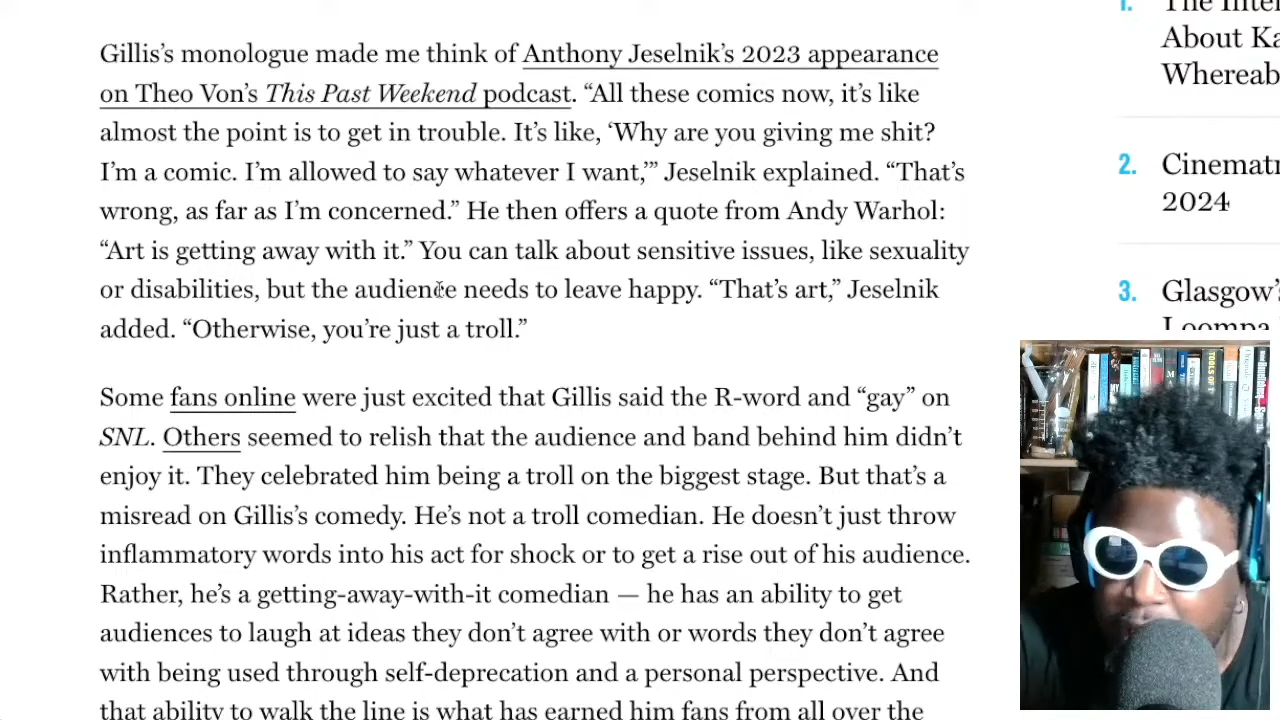 Gillis’s monologue made me think of Anthony Jeselnik’s 2023 appearance
on Theo Von’s This Past Weekend podcast. “All these comics now, it’s like
almost the point is to get in trouble. It’s like, ‘Why are you giving me shit?
I’m a comic. I’m allowed to say whatever I want,’” Jeselnik explained. “That’s
wrong, as far as I’m concerned.” He then offers a quote from Andy Warhol:
“Art is getting away with it.” You can talk about sensitive issues, like sexuality
or disabilities, but the audience needs to leave happy. “That’s art,” Jeselnik
added. “Otherwise, you’re just a troll.”
Some fans online were just excited that Gillis said the R-word and “gay” on
SNL. Others seemed to relish that the audience and band behind him didn’t
enjoy it. They celebrated him being a troll on the biggest stage. But that’s a
misread on Gillis’s comedy. He’s not a troll comedian. He doesn’t just throw
inflammatory words into his act for shock or to get a rise out of his audience.
Rather, he’s a getting-away-with-it comedian — he has an ability to get
audiences to laugh at ideas they don’t agree with or words they don’t agree
with being used through self-deprecation and a personal perspective. And
that ability to walk the line is what has earned him fans from all over the
1. The Inter
About Ka
Whereab
2. Cinematr
2024
3. Glasgow’s
Loompa
TOOLS OF